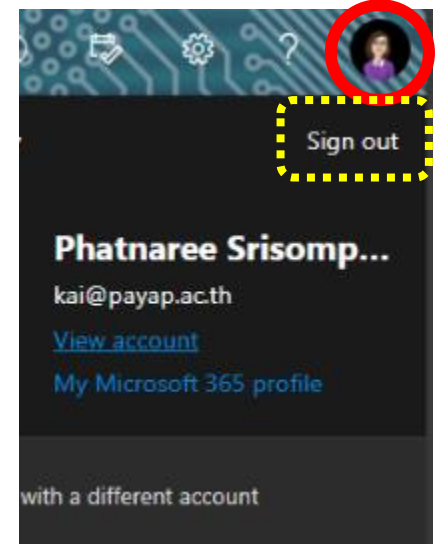 ?
Sign out
Phatnaree Srisomp...
kai@payap.ac.th
View account
My Microsoft 365 profile
with a different account